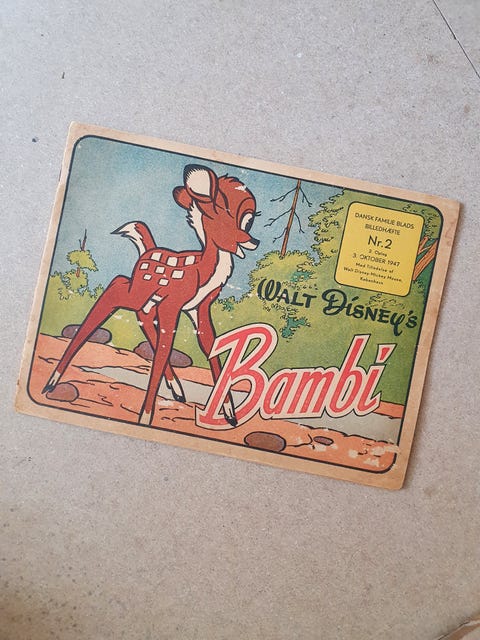 DANSK FAMILIE BLADS
BILLEDHÆFTE
Nr. 2
2. Oplag
3. OKTOBER 1947
Med Tilladelse af
Walt Disney-Mickey Mouse,
København
WALT DISNEY'S
Bambi